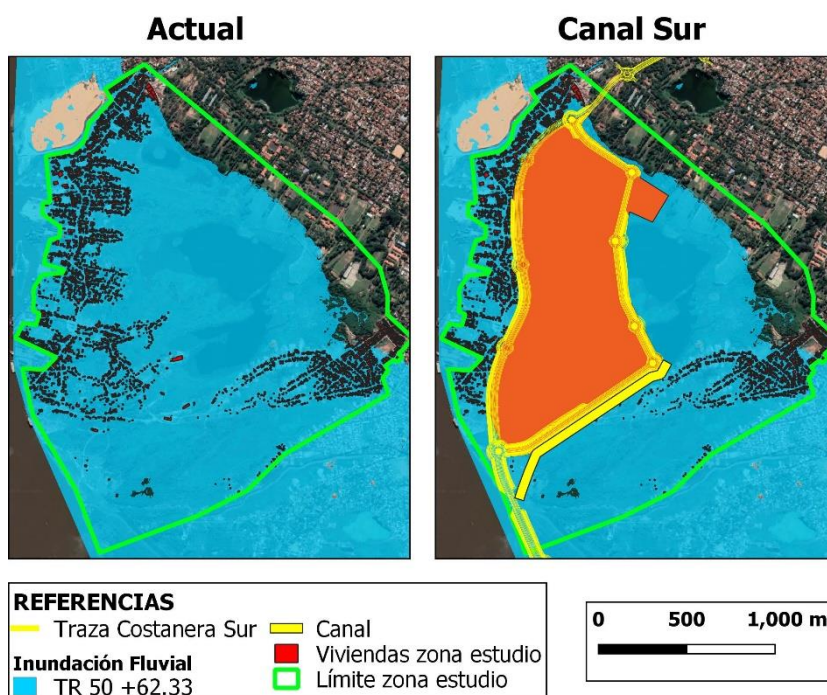 Actual
Canal Sur
REFERENCIAS
Traza Costanera Sur
Canal
Inundación Fluvial
Viviendas zona estudio
TR 50 +62.33
Límite zona estudio
0 500 1,000 m